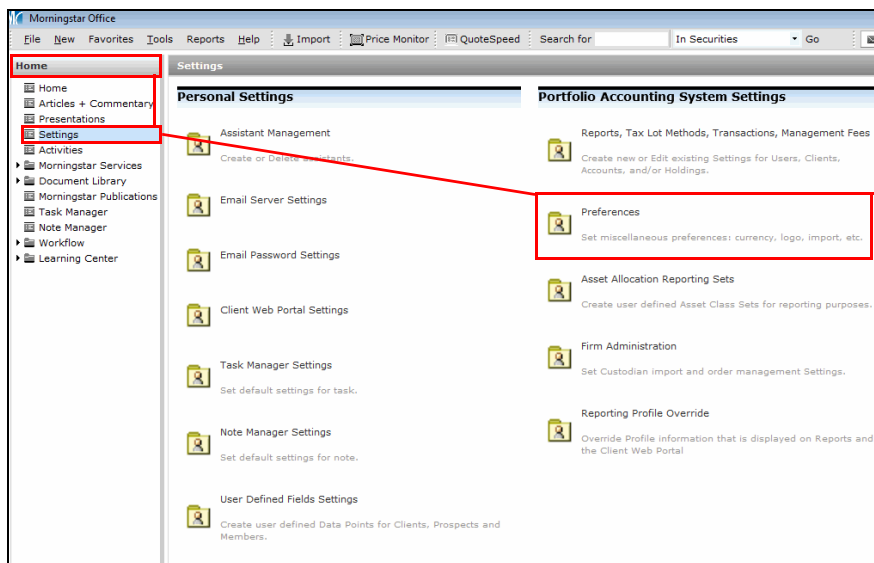 Morningstar Office
File New Favorites Tools Reports Help Import Price Monitor QuoteSpeed Search for In Securities Go
Home
Home
Articles + Commentary
Presentations
Settings
Activities
Morningstar Services
Document Library
Morningstar Publications
Task Manager
Note Manager
Workflow
Learning Center
Settings
Personal Settings
Assistant Management
Create or Delete assistants.
Email Server Settings
Email Password Settings
Client Web Portal Settings
Task Manager Settings
Set default settings for task.
Note Manager Settings
Set default settings for note.
User Defined Fields Settings
Create user defined Data Points for Clients, Prospects and
Members.
Portfolio Accounting System Settings
Reports, Tax Lot Methods, Transactions, Management Fees
Create new or Edit existing Settings for Users, Clients,
Accounts, and/or Holdings.
Preferences
Set miscellaneous preferences: currency, logo, import, etc.
Asset Allocation Reporting Sets
Create user defined Asset Class Sets for reporting purposes.
Firm Administration
Set Custodian import and order management Settings.
Reporting Profile Override
Override Profile information that is displayed on Reports and
the Client Web Portal